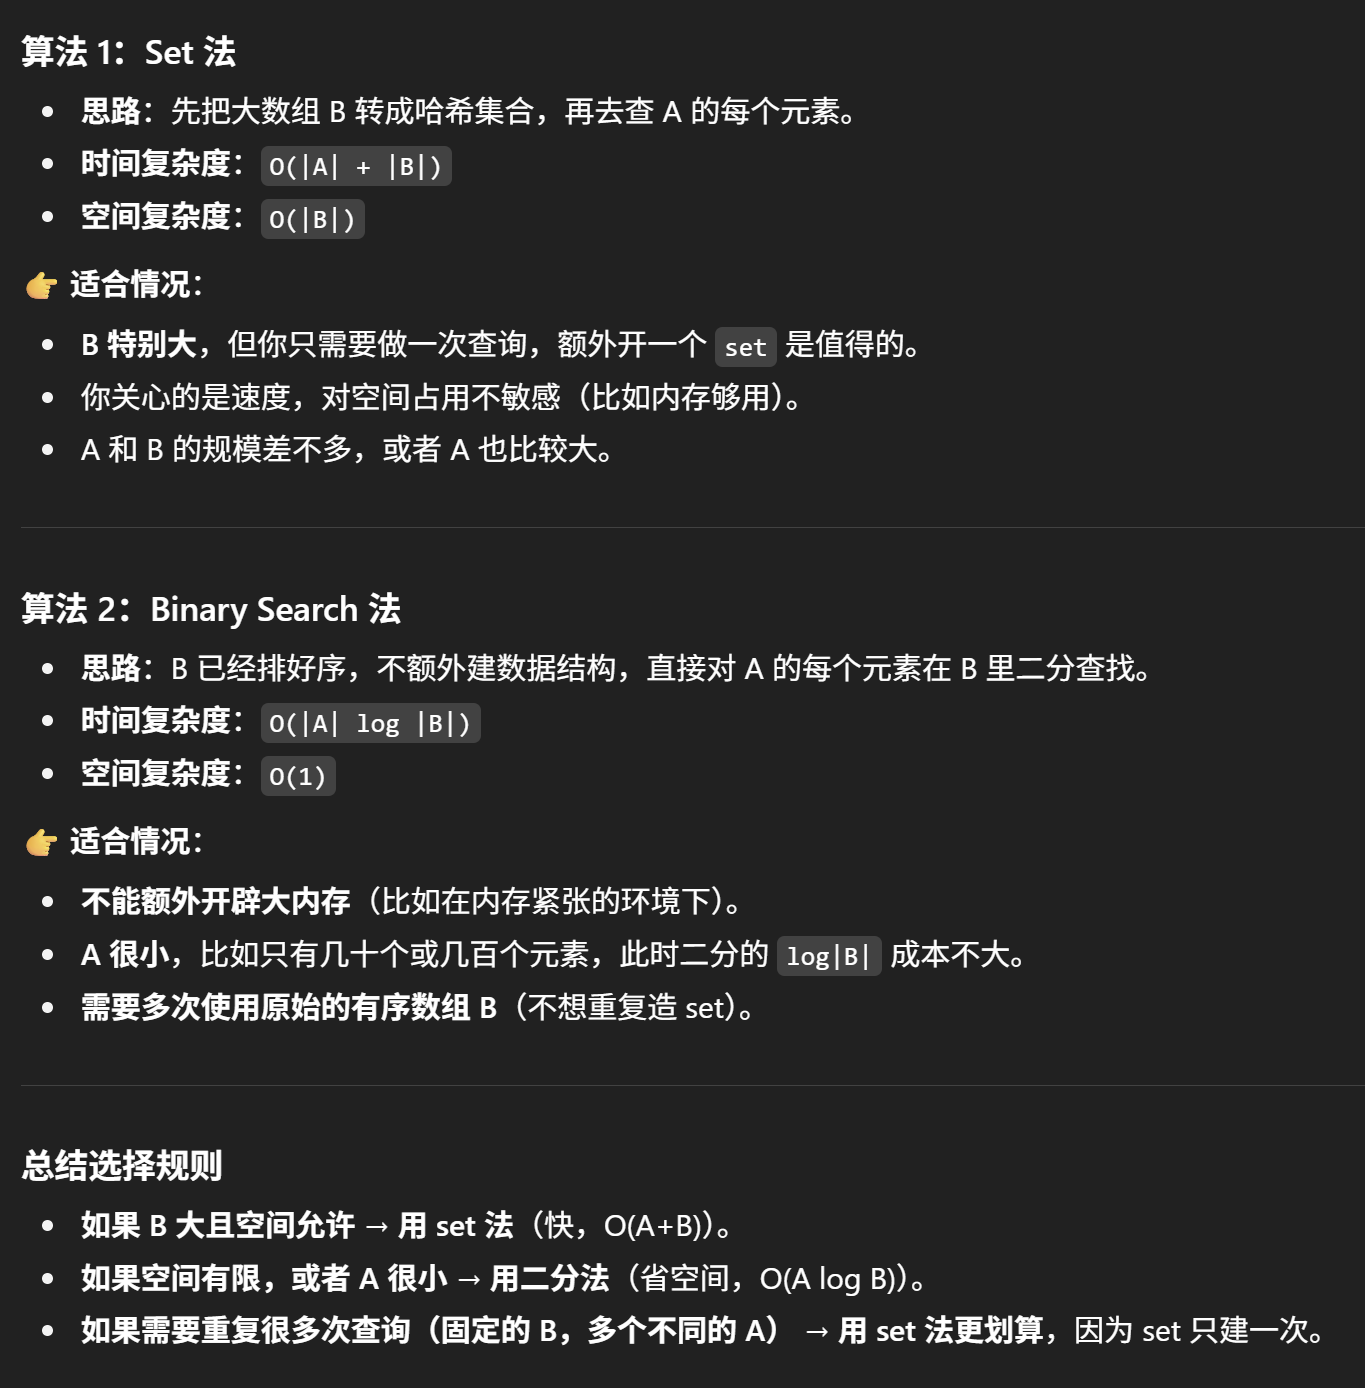 算法 1：Set 法
• 思路：先把大数组 B 转成哈希集合，再去查 A 的每个元素。
• 时间复杂度：O(|A| + |B|)
• 空间复杂度：O(|B|)
👉 适合情况：
• B 特别大，但你只需要做一次查询，额外开一个 set 是值得的。
• 你关心的是速度，对空间占用不敏感（比如内存够用）。
• A 和 B 的规模差不多，或者 A 也比较大。
算法 2：Binary Search 法
• 思路：B 已经排好序，不额外建数据结构，直接对 A 的每个元素在 B 里二分查找。
• 时间复杂度：O(|A| log |B|)
• 空间复杂度：O(1)
👉 适合情况：
• 不能额外开辟大内存（比如在内存紧张的环境下）。
• A 很小，比如只有几十个或几百个元素，此时二分的 log|B| 成本不大。
• 需要多次使用原始的有序数组 B（不想重复造 set）。
总结选择规则
• 如果 B 大且空间允许 → 用 set 法（快，O(A+B)）。
• 如果空间有限，或者 A 很小 → 用二分法（省空间，O(A log B)）。
• 如果需要重复很多次查询（固定的 B，多个不同的 A） → 用 set 法更划算，因为 set 只建一次。